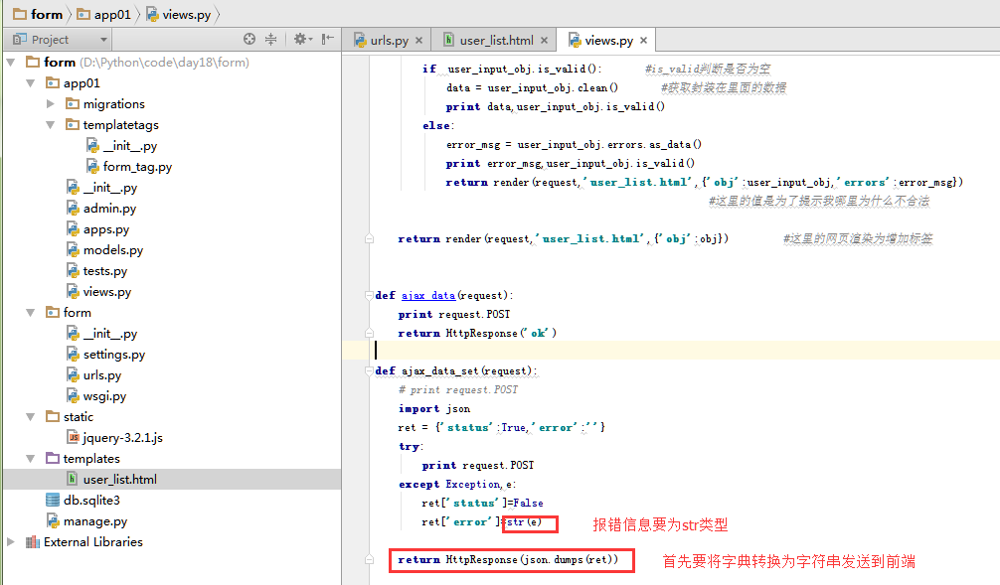 form app01 views.py
Project
urls.py user_list.html views.py
form (D:\Python\code\day18\form)
app01
migrations
templatetags
__init__.py
form_tag.py
__init__.py
admin.py
apps.py
models.py
tests.py
views.py
form
__init__.py
settings.py
urls.py
wsgi.py
static
jquery-3.2.1.js
templates
user_list.html
db.sqlite3
manage.py
External Libraries
if user_input_obj.is_valid(): #is_valid判断是否为空
data = user_input_obj.clean() #获取封装在里面的数据
print data,user_input_obj.is_valid()
else:
error_msg = user_input_obj.errors.as_data()
print error_msg,user_input_obj.is_valid()
return render(request,'user_list.html',{'obj':user_input_obj,'errors':error_msg})
#这里的值是为了提示我哪里为什么不合法
return render(request,'user_list.html',{'obj':obj}) #这里的网页渲染为增加标签
def ajax_data(request):
print request.POST
return HttpResponse('ok')
def ajax_data_set(request):
# print request.POST
import json
ret = {'status':True,'error':''}
try:
print request.POST
except Exception,e:
ret['status']=False
ret['error']=str(e) 报错信息要为str类型
return HttpResponse(json.dumps(ret)) 首先要将字典转换为字符串发送到前端